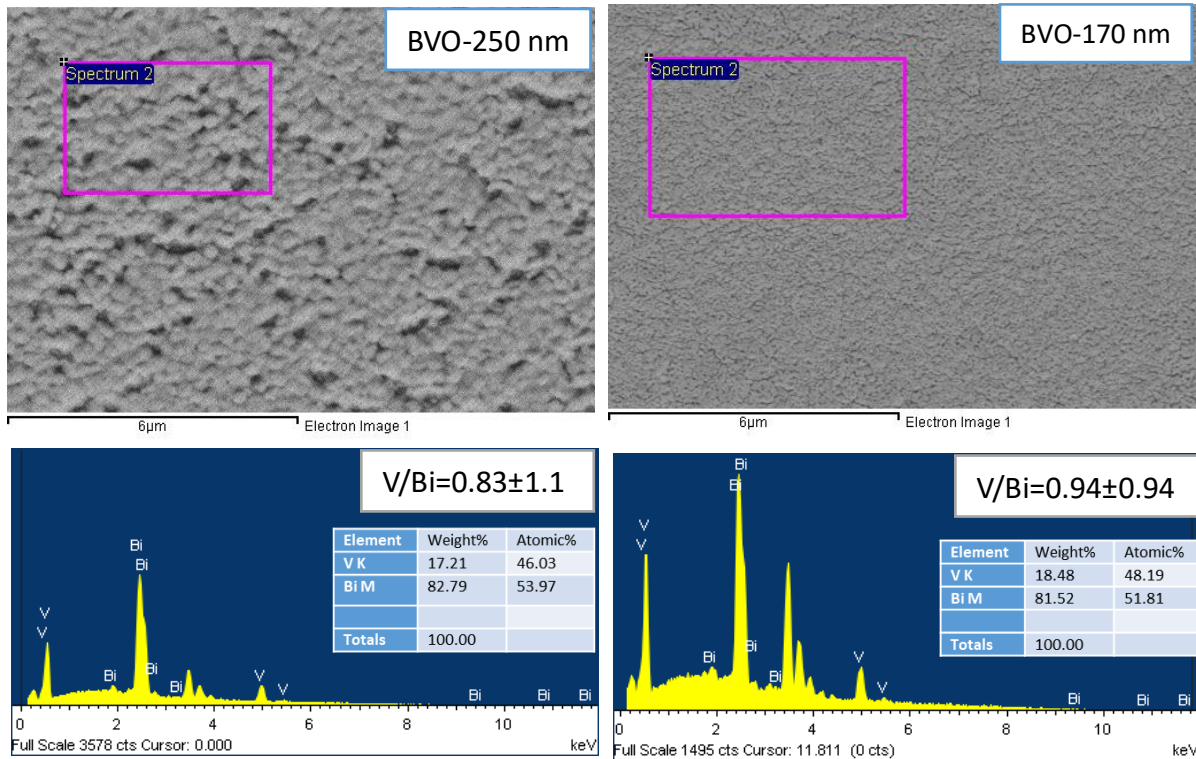 BVO-250 nm
Spectrum 2
6µm
Electron Image 1
BVO-170 nm
Spectrum 2
6µm
Electron Image 1
V/Bi=0.83±1.1
Element Weight% Atomic%
V K 17.21 46.03
Bi M 82.79 53.97
Totals 100.00
Bi
Bi
V
V
Bi
Bi
Bi
V
V
Bi
Bi
Bi
0 2 4 6 8 10
Full Scale 3578 cts Cursor: 0.000 keV
V/Bi=0.94±0.94
Element Weight% Atomic%
V K 18.48 48.19
Bi M 81.52 51.81
Totals 100.00
Bi
Bi
V
V
Bi
Bi
Bi
V
V
Bi
Bi
Bi
0 2 4 6 8 10
Full Scale 1495 cts Cursor: 11.811 (0 cts) keV